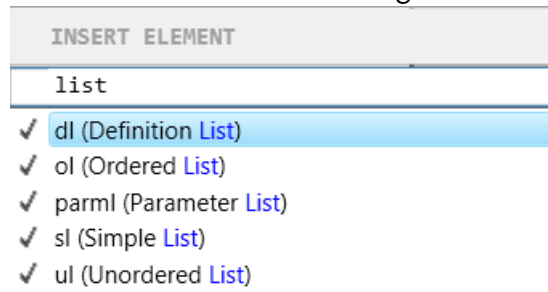 INSERT ELEMENT
list
dl (Definition List)
ol (Ordered List)
parml (Parameter List)
sl (Simple List)
ul (Unordered List)